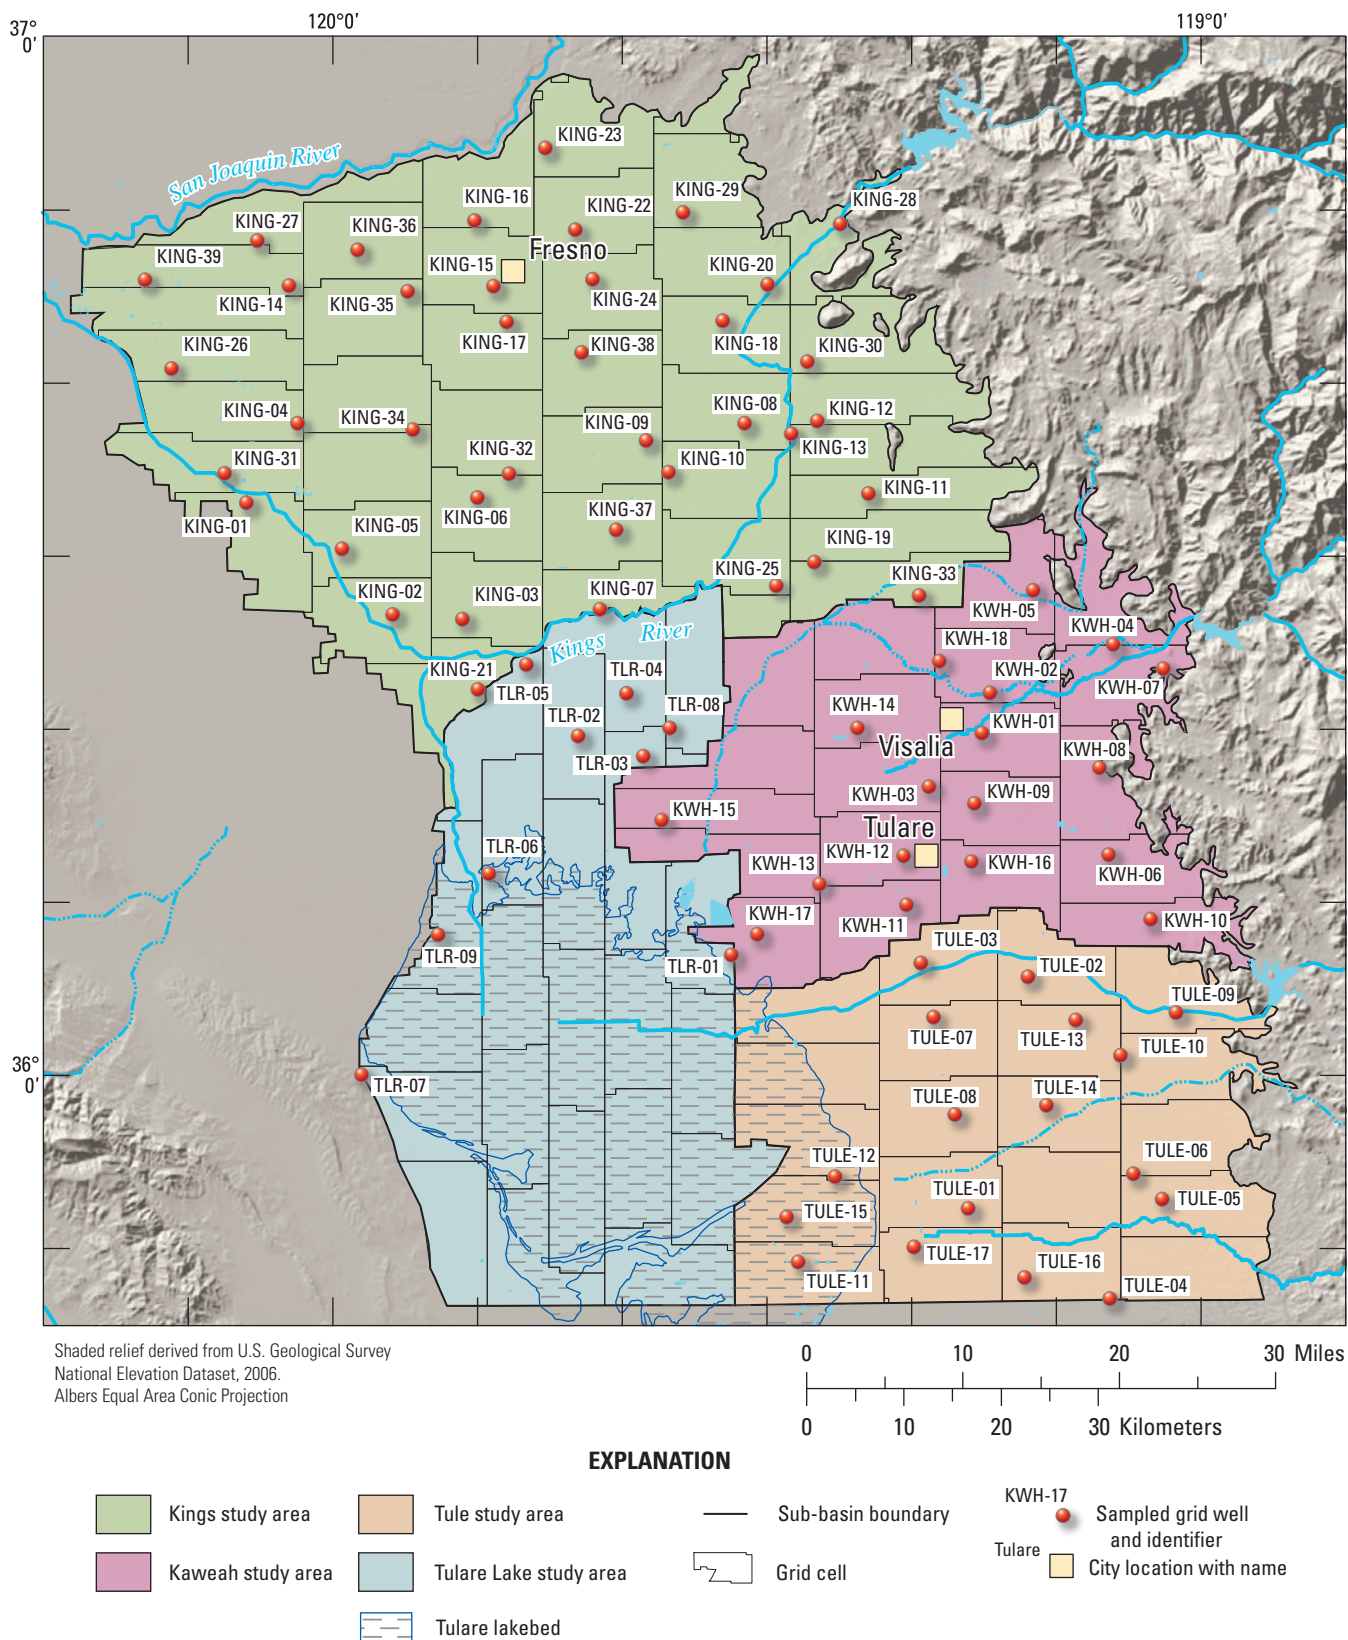 120°0'
119°0'
37°
0'
KING-23
San Joaquin River
KING-16
KING-29
KING-28
KING-27
KING-36
KING-22
KING-39
KING-15
Fresno
KING-20
KING-14
KING-35
KING-24
KING-17
KING-38
KING-18
KING-30
KING-26
KING-04
KING-34
KING-09
KING-08
KING-12
KING-32
KING-13
KING-31
KING-10
KING-11
KING-01
KING-05
KING-06
KING-37
KING-19
KING-25
KING-33
KING-02
KING-03
KING-07
KWH-05
Kings River
KWH-18
KWH-04
KING-21
TLR-05
TLR-04
KWH-02
KWH-07
TLR-02
TLR-08
KWH-14
KWH-01
Visalia
KWH-08
TLR-03
KWH-03
KWH-09
KWH-15
Tulare
TLR-06
KWH-13
KWH-12
KWH-16
KWH-06
KWH-17
KWH-11
KWH-10
TLR-09
TLR-01
TULE-03
TULE-02
TULE-09
TULE-07
TULE-13
TULE-10
36°
0'
TLR-07
TULE-08
TULE-14
TULE-12
TULE-06
TULE-01
TULE-05
TULE-15
TULE-17
TULE-16
TULE-11
TULE-04
Shaded relief derived from U.S. Geological Survey
National Elevation Dataset, 2006.
Albers Equal Area Conic Projection
0 10 20 30 Miles
0 10 20 30 Kilometers
EXPLANATION
Kings study area
Tule study area
Sub-basin boundary
KWH-17
Sampled grid well
and identifier
Kaweah study area
Tulare Lake study area
Grid cell
Tulare
City location with name
Tulare lakebed